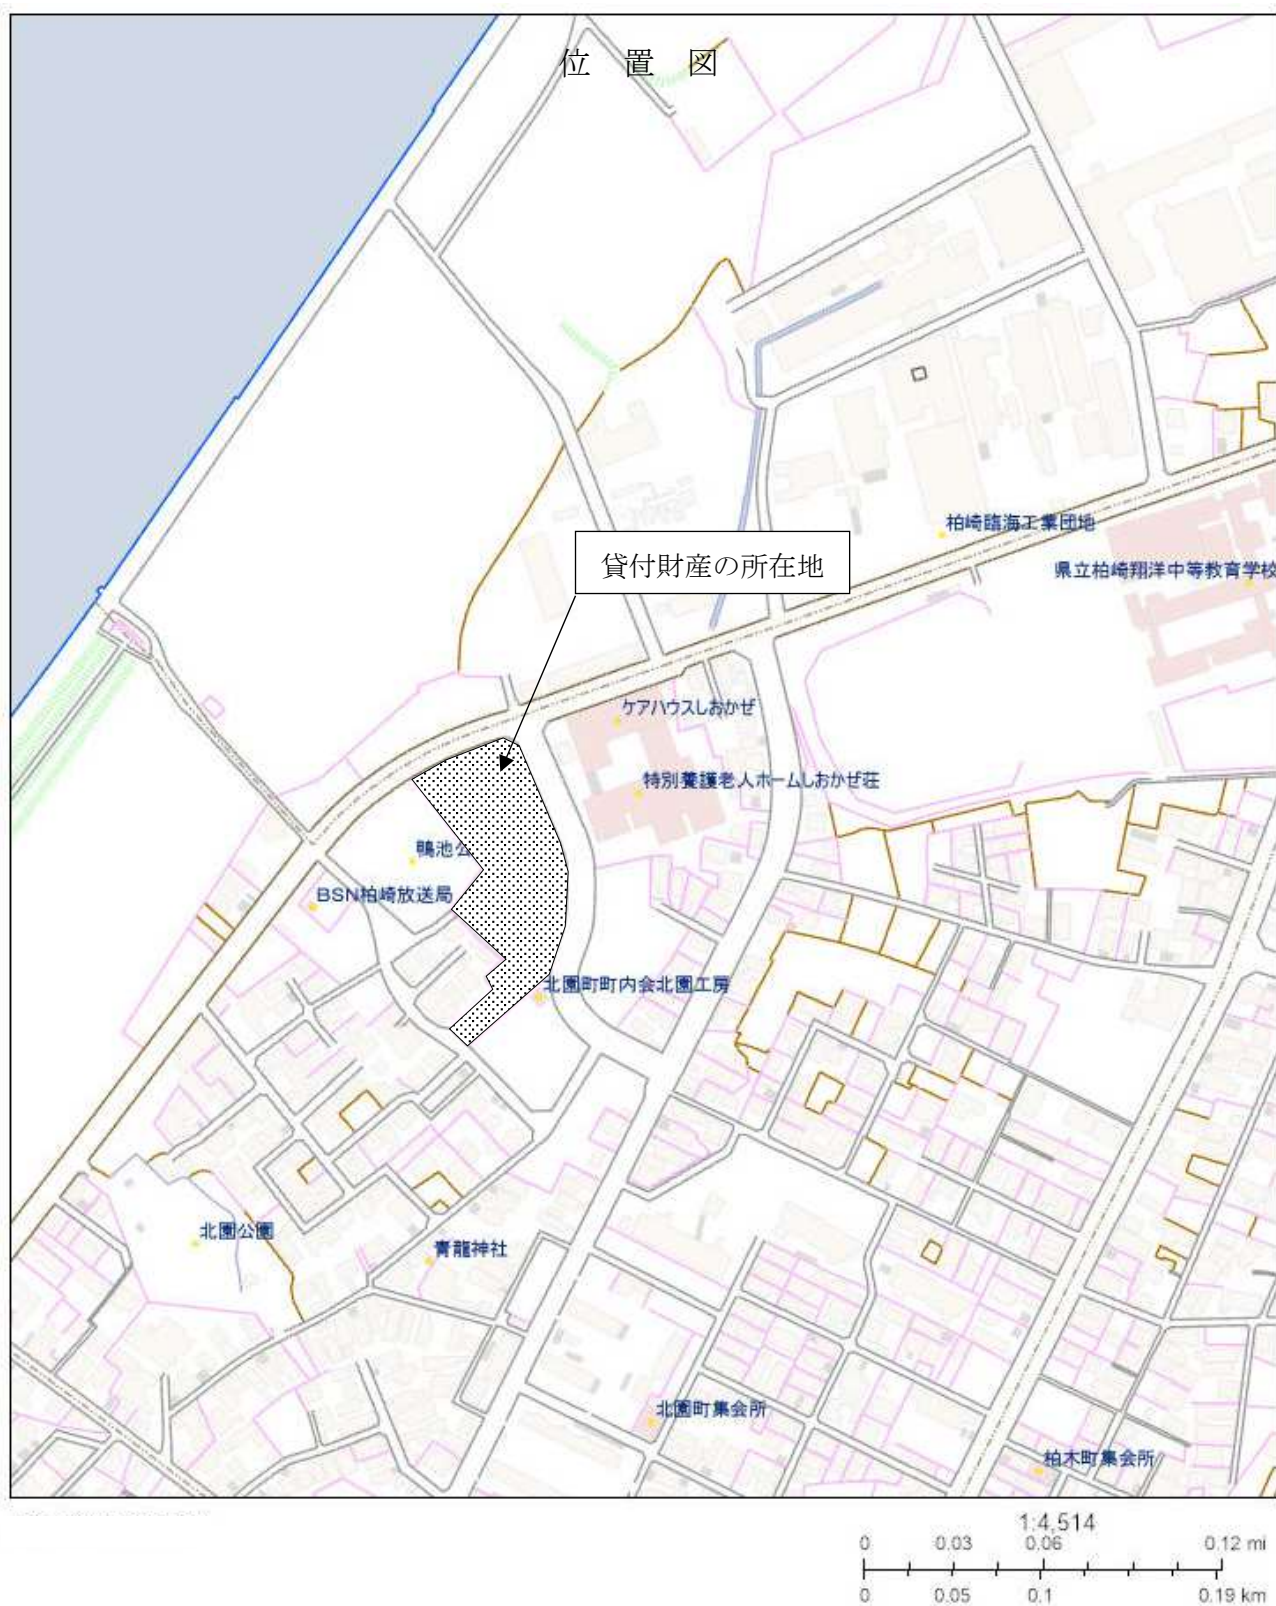 位 置 図
柏崎臨海工業団地
貸付財産の所在地
県立柏崎翔洋中等教育学校
ケアハウスしおかぜ
特別養護老人ホームしおかぜ荘
鴨池公
BSN柏崎放送局
北園町町内会北園工房
北園公園
青龍神社
北園町集会所
柏木町集会所
1:4,514
0 0.03 0.06 0.12 mi
0 0.05 0.1 0.19 km